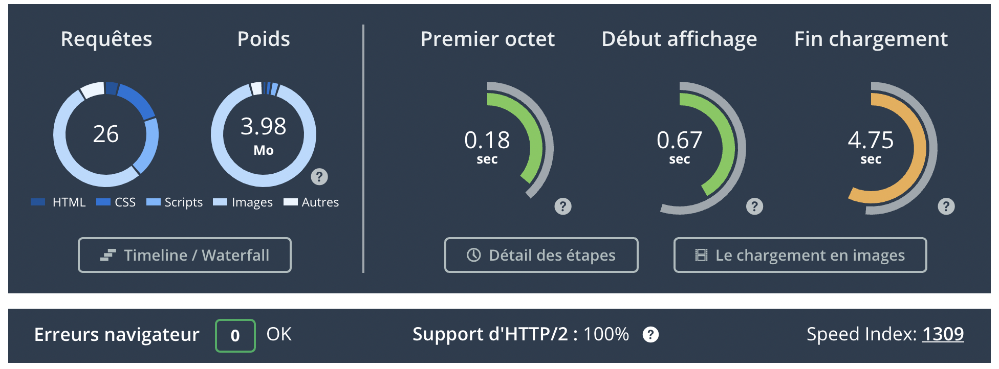 Requêtes
Poids
26
3.98
Mo
?
HTML CSS Scripts Images Autres
Timeline / Waterfall
Premier octet
Début affichage
Fin chargement
0.18
sec
?
0.67
sec
?
4.75
sec
?
Détail des étapes
Le chargement en images
Erreurs navigateur 0 OK
Support d'HTTP/2 : 100% ?
Speed Index: 1309